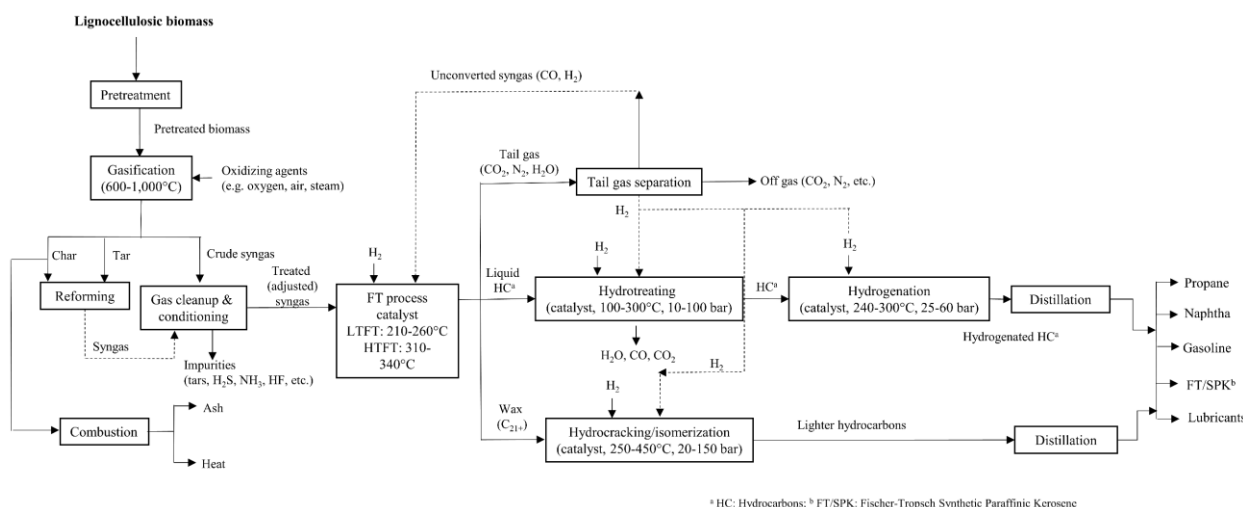 Lignocellulosic biomass
Pretreatment
Pretreated biomass
Gasification
(600-1,000°C)
Oxidizing agents
(e.g. oxygen, air, steam)
Char
Tar
Crude syngas
Reforming
Gas cleanup &
conditioning
Syngas
Impurities
(tars, H₂S, NH₃, HF, etc.)
Combustion
Ash
Heat
Treated
(adjusted)
syngas
H₂
FT process
catalyst
LTFT: 210-260°C
HTFT: 310-
340°C
Unconverted syngas (CO, H₂)
Tail gas
(CO₂, N₂, H₂O)
Tail gas separation
Off gas (CO₂, N₂, etc.)
H₂
H₂
H₂
Liquid
HCᵃ
Hydrotreating
(catalyst, 100-300°C, 10-100 bar)
HCᵃ
Hydrogenation
(catalyst, 240-300°C, 25-60 bar)
Distillation
Hydrogenated HCᵃ
H₂O, CO, CO₂
H₂
H₂
Wax
(C₂₁₊)
Hydrocracking/isomerization
(catalyst, 250-450°C, 20-150 bar)
Lighter hydrocarbons
Distillation
Propane
Naphtha
Gasoline
FT/SPKᵇ
Lubricants
ᵃ HC: Hydrocarbons; ᵇ FT/SPK: Fischer-Tropsch Synthetic Paraffinic Kerosene